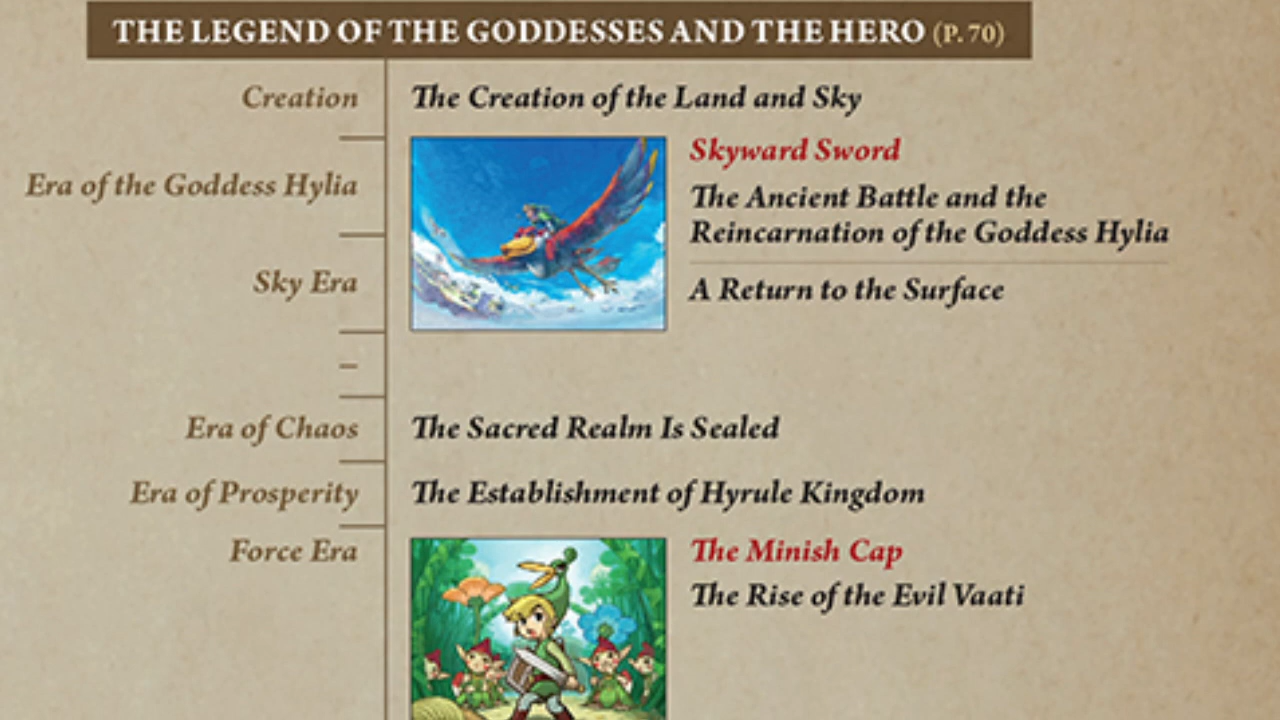 THE LEGEND OF THE GODDESSES AND THE HERO (P. 70)
Creation
The Creation of the Land and Sky
Era of the Goddess Hylia
Skyward Sword
The Ancient Battle and the
Reincarnation of the Goddess Hylia
Sky Era
A Return to the Surface
–
Era of Chaos
The Sacred Realm Is Sealed
Era of Prosperity
The Establishment of Hyrule Kingdom
Force Era
The Minish Cap
The Rise of the Evil Vaati